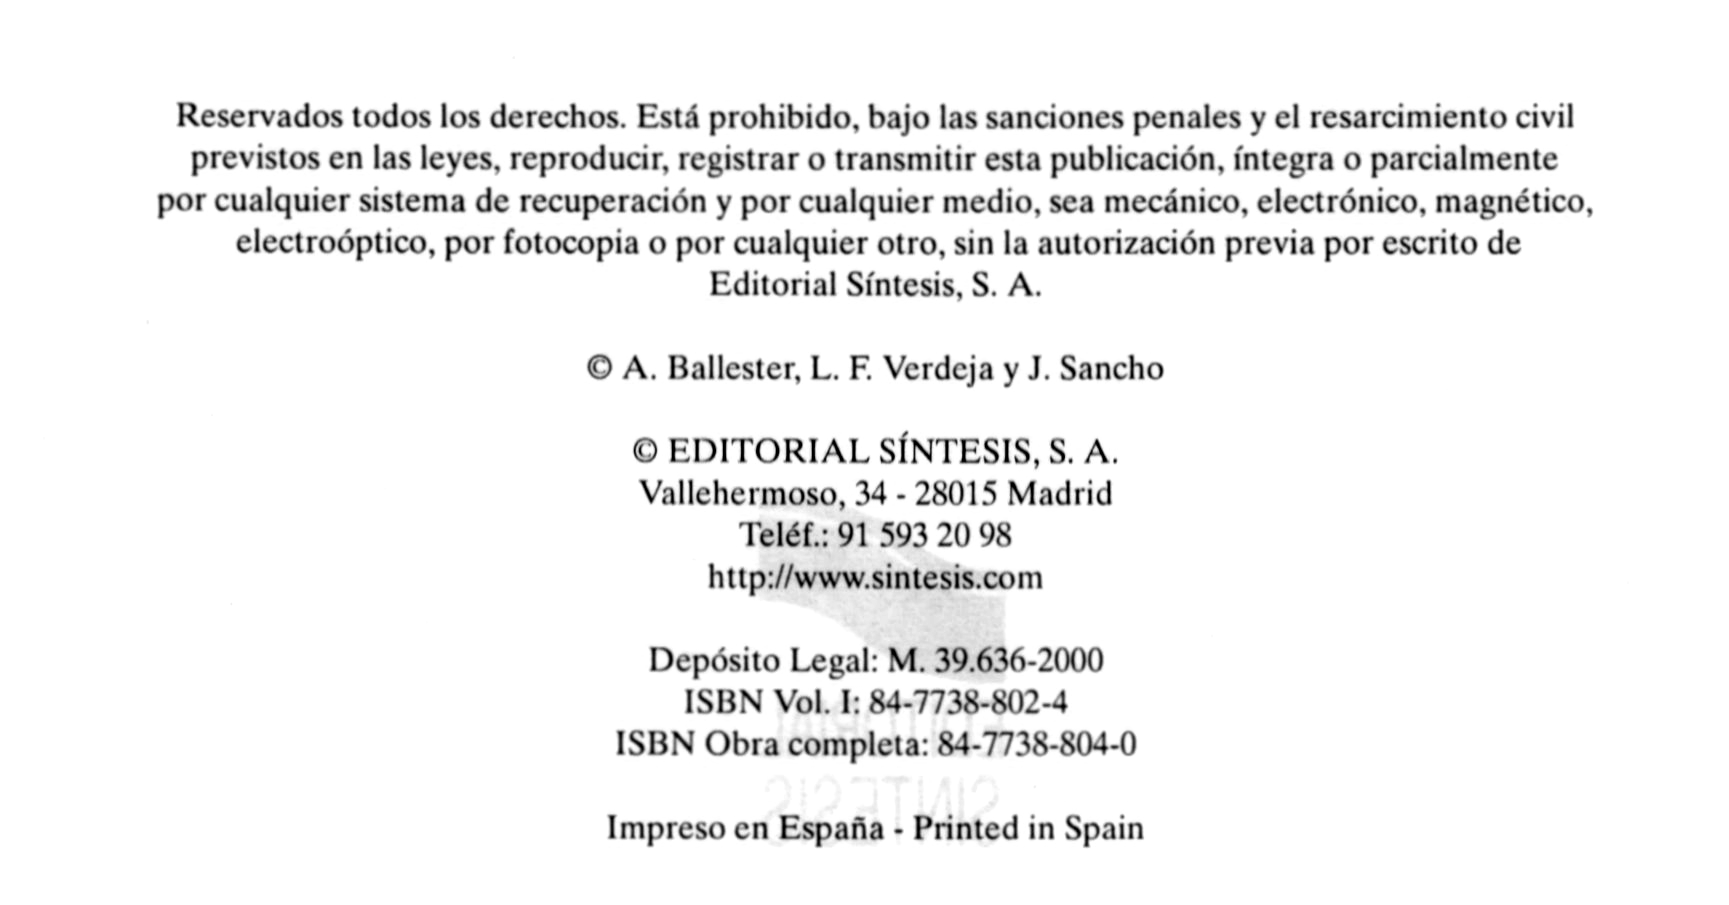 Reservados todos los derechos. Está prohibido, bajo las sanciones penales y el resarcimiento civil
previstos en las leyes, reproducir, registrar o transmitir esta publicación, íntegra o parcialmente
por cualquier sistema de recuperación y por cualquier medio, sea mecánico, electrónico, magnético,
electroóptico, por fotocopia o por cualquier otro, sin la autorización previa por escrito de
Editorial Síntesis, S. A.
© A. Ballester, L. F. Verdeja y J. Sancho
© EDITORIAL SÍNTESIS, S. A.
Vallehermoso, 34 - 28015 Madrid
Teléf.: 91 593 20 98
http://www.sintesis.com
Depósito Legal: M. 39.636-2000
ISBN Vol. I: 84-7738-802-4
ISBN Obra completa: 84-7738-804-0
EDITORIAL
SINTESIS
Impreso en España - Printed in Spain